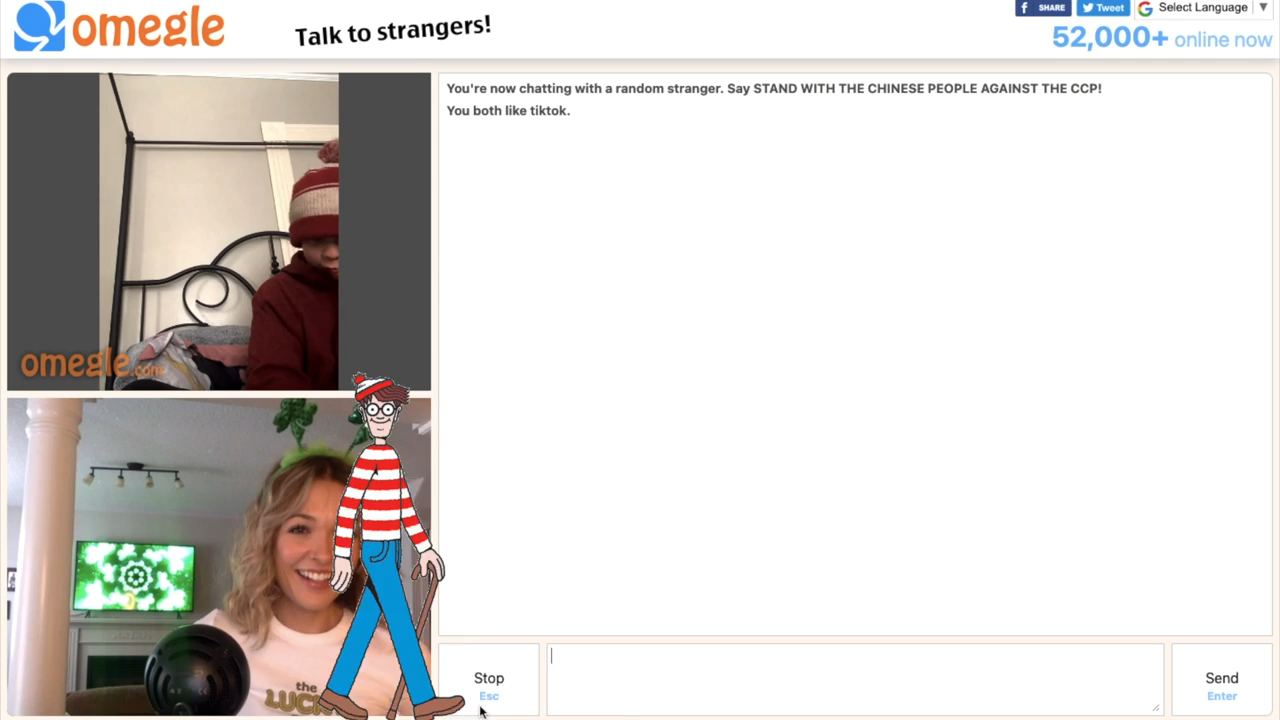 omegle
Talk to strangers!
f SHARE
Tweet
G Select Language ▼
52,000+ online now
You're now chatting with a random stranger. Say STAND WITH THE CHINESE PEOPLE AGAINST THE CCP!
You both like tiktok.
omegle.com
the
LUCK
Stop
Esc
Send
Enter